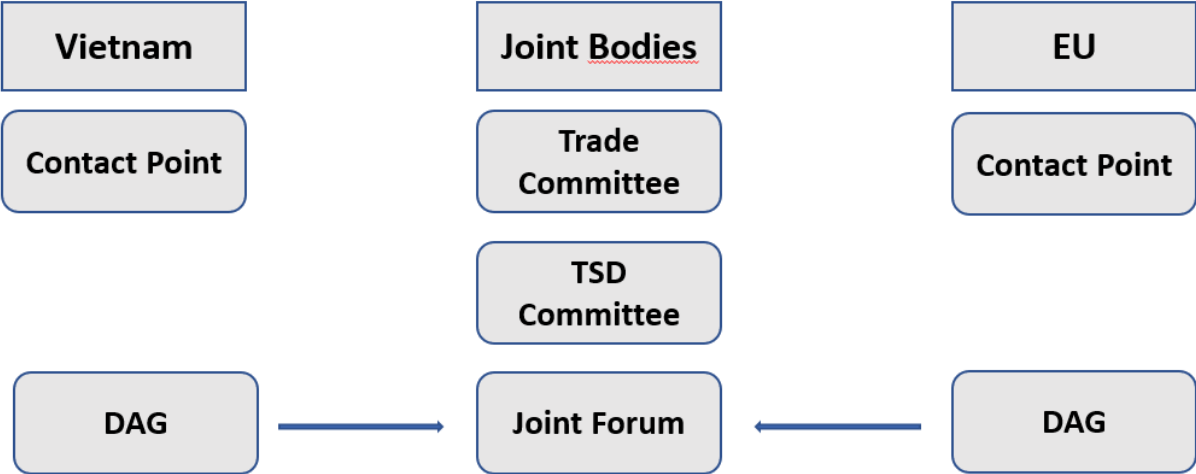 Vietnam
Joint Bodies
EU
Contact Point
Trade
Committee
Contact Point
TSD
Committee
DAG
Joint Forum
DAG